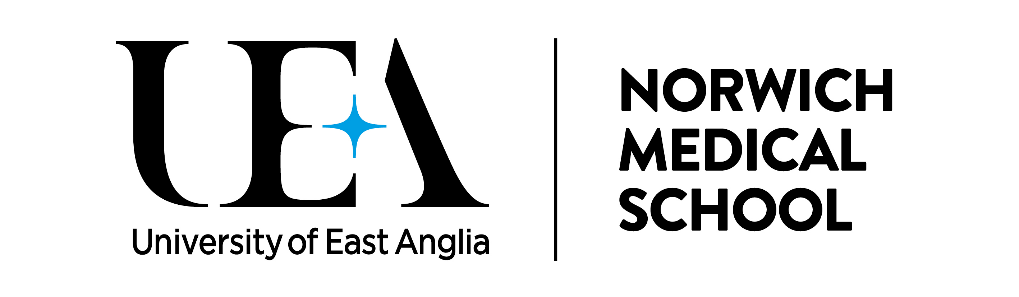 UEA
University of East Anglia
NORWICH
MEDICAL
SCHOOL